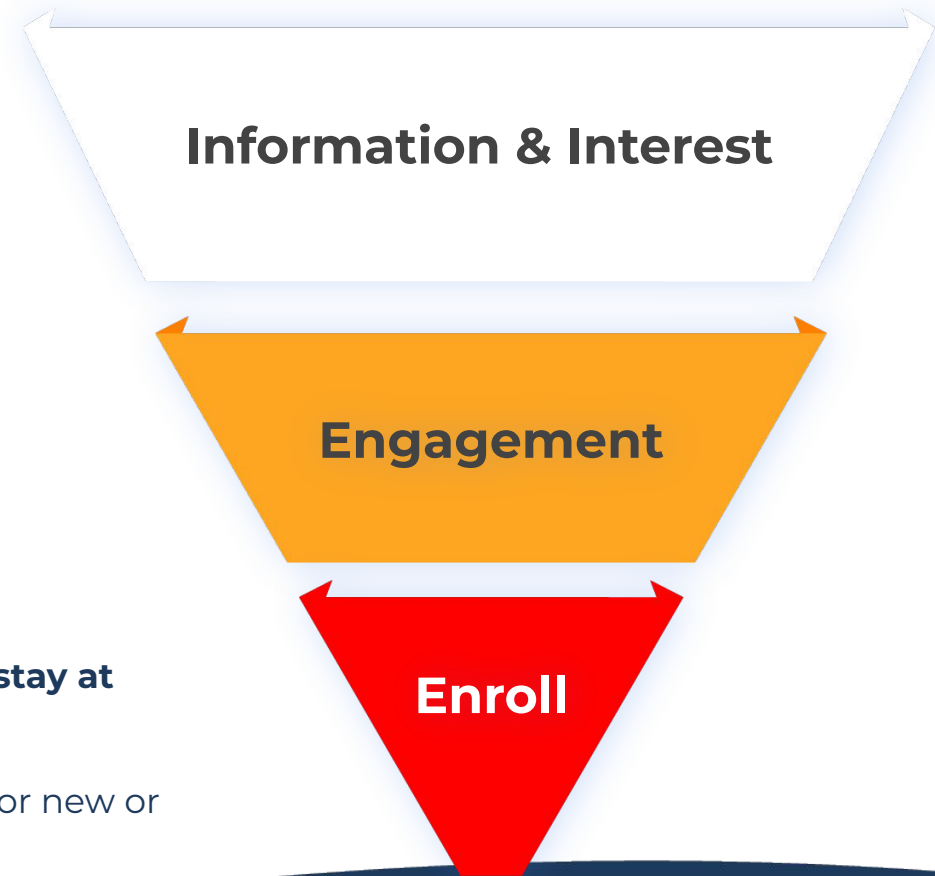 Information & Interest
Engagement
stay at
Enroll
or new or